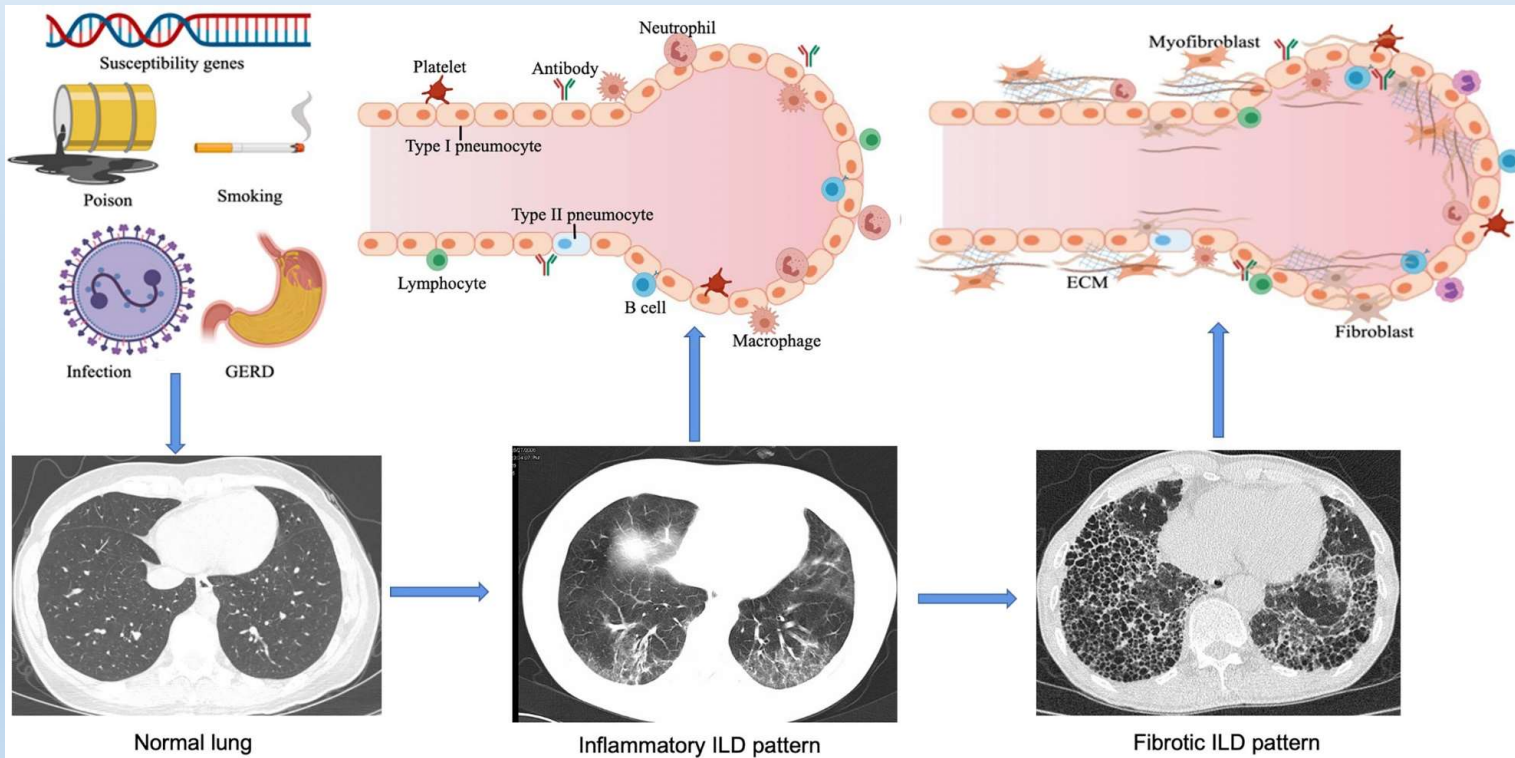 Susceptibility genes
Poison
Smoking
Infection
GERD
Neutrophil
Platelet
Antibody
Type I pneumocyte
Type II pneumocyte
Lymphocyte
B cell
Macrophage
Myofibroblast
ECM
Fibroblast
Normal lung
Inflammatory ILD pattern
Fibrotic ILD pattern